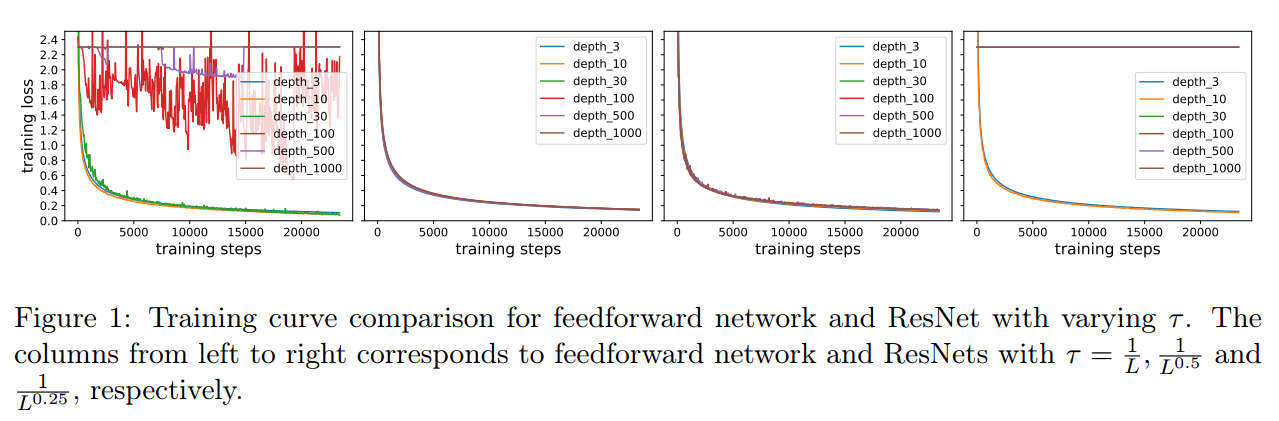 training loss
2.4
2.2
2.0
1.8
1.6
1.4
1.2
1.0
0.8
0.6
0.4
0.2
0.0
depth_3
depth_10
depth_30
depth_100
depth_500
depth_1000
0 5000 10000 15000 20000
training steps
depth_3
depth_10
depth_30
depth_100
depth_500
depth_1000
0 5000 10000 15000 20000
training steps
depth_3
depth_10
depth_30
depth_100
depth_500
depth_1000
0 5000 10000 15000 20000
training steps
depth_3
depth_10
depth_30
depth_100
depth_500
depth_1000
0 5000 10000 15000 20000
training steps
Figure 1: Training curve comparison for feedforward network and ResNet with varying τ. The
columns from left to right corresponds to feedforward network and ResNets with τ = 1/L, 1/L^0.5 and
1/L^0.25, respectively.